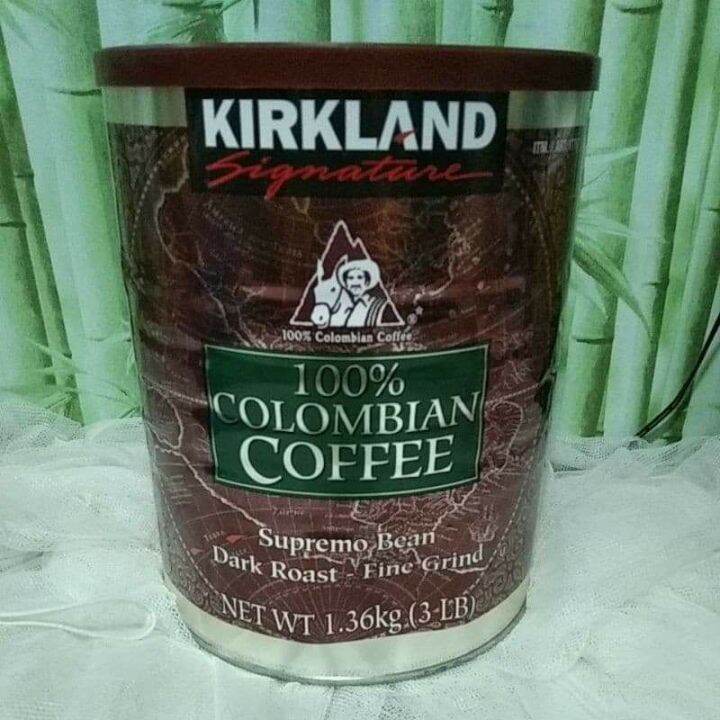 KIRKLAND
Signature
100% Colombian Coffee
100%
COLOMBIAN
COFFEE
Supremo Bean
Dark Roast - Fine Grind
NET WT 1.36kg (3-LB)